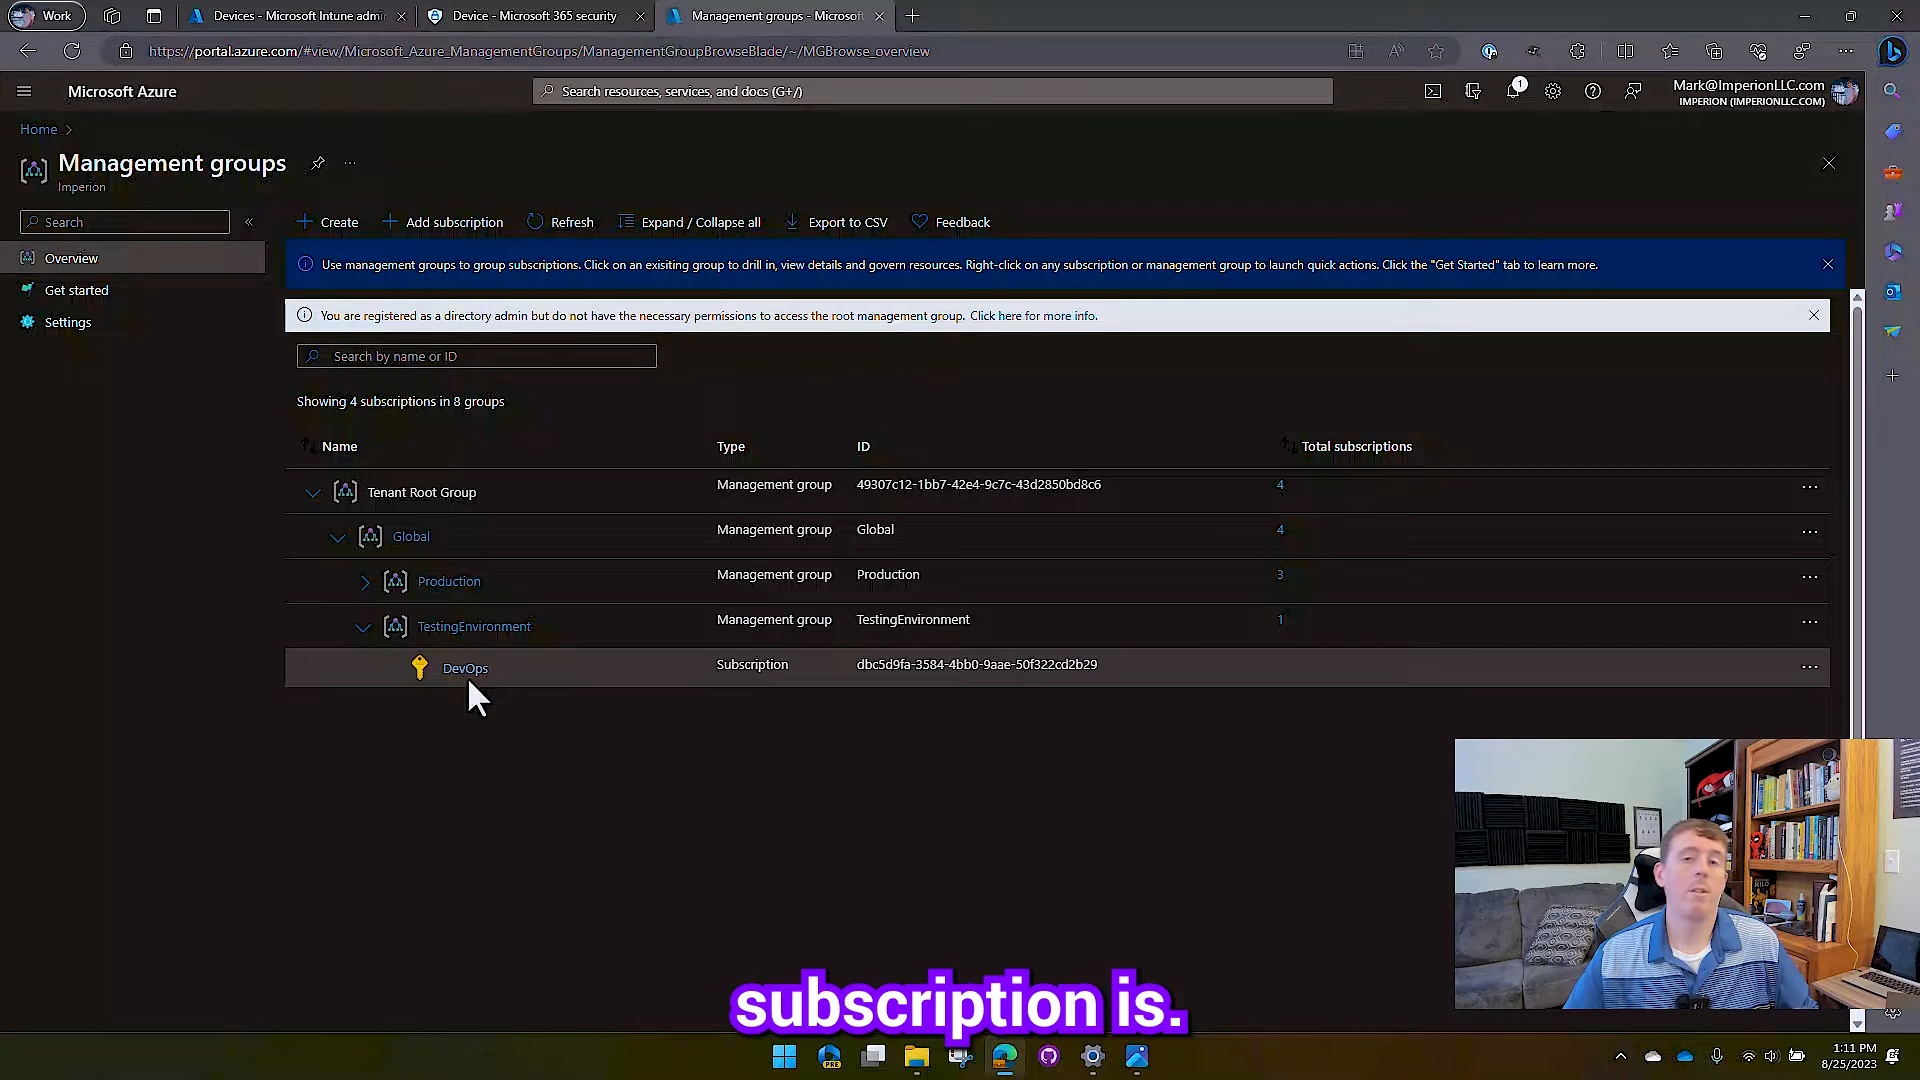 Work
Devices - Microsoft Intune admi
Device - Microsoft 365 security
Management groups - Microsoft
https://portal.azure.com/#view/Microsoft_Azure_ManagementGroups/ManagementGroupBrowseBlade/~/MGBrowse_overview
Microsoft Azure
Search resources, services, and docs (G+/)
1
Mark@ImperionLLC.com
IMPERION (IMPERIONLLC.COM)
Home
Management groups
Imperion
Search
Overview
Get started
Settings
Create
Add subscription
Refresh
Expand / Collapse all
Export to CSV
Feedback
Use management groups to group subscriptions. Click on an exisiting group to drill in, view details and govern resources. Right-click on any subscription or management group to launch quick actions. Click the "Get Started" tab to learn more.
You are registered as a directory admin but do not have the necessary permissions to access the root management group. Click here for more info.
Search by name or ID
Showing 4 subscriptions in 8 groups
Name Type ID Total subscriptions
Tenant Root Group Management group 49307c12-1bb7-42e4-9c7c-43d2850bd8c6 4
Global Management group Global 4
Production Management group Production 3
TestingEnvironment Management group TestingEnvironment 1
DevOps Subscription dbc5d9fa-3584-4bb0-9aae-50f322cd2b29
subscription is.
PRE
1:11 PM
8/25/2023